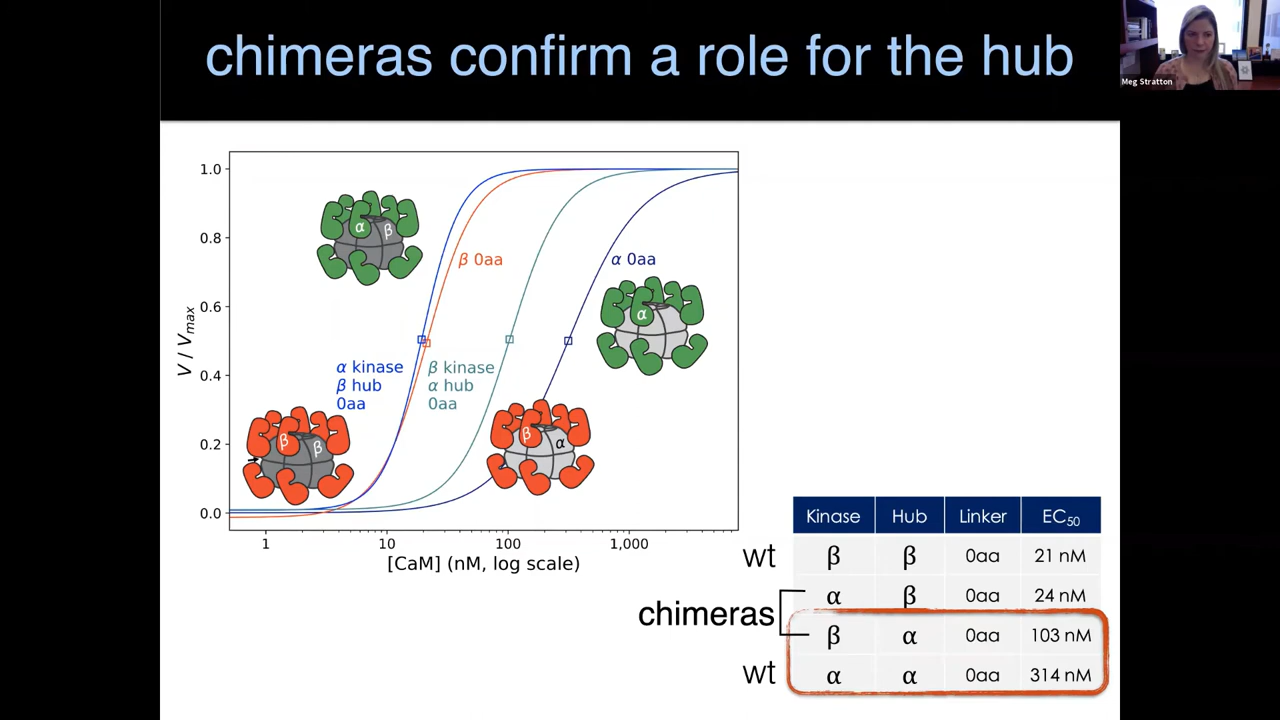 chimeras confirm a role for the hub
Meg Stratton
1.0
0.8
0.6
0.4
0.2
0.0
V / Vmax
1
10
100
1,000
[CaM] (nM, log scale)
α β
β 0aa
α 0aa
α
α kinase
β hub
0aa
β kinase
α hub
0aa
β β
β α
Kinase Hub Linker EC50
wt β β 0aa 21 nM
α β 0aa 24 nM
chimeras
β α 0aa 103 nM
wt α α 0aa 314 nM